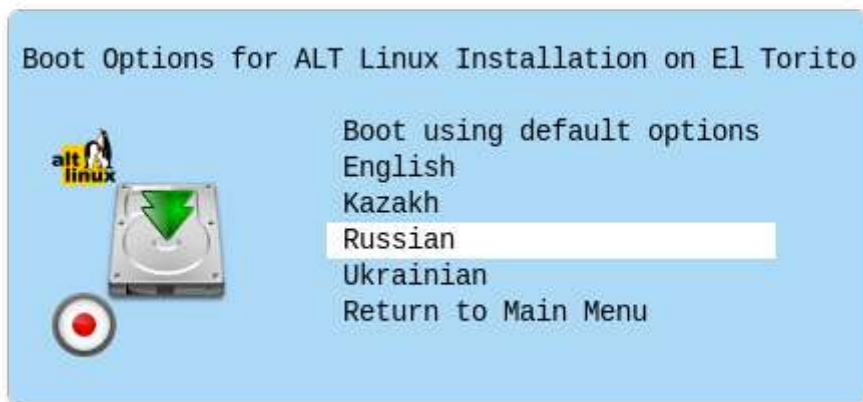 Boot Options for ALT Linux Installation on El Torito
alt
linux
Boot using default options
English
Kazakh
Russian
Ukrainian
Return to Main Menu